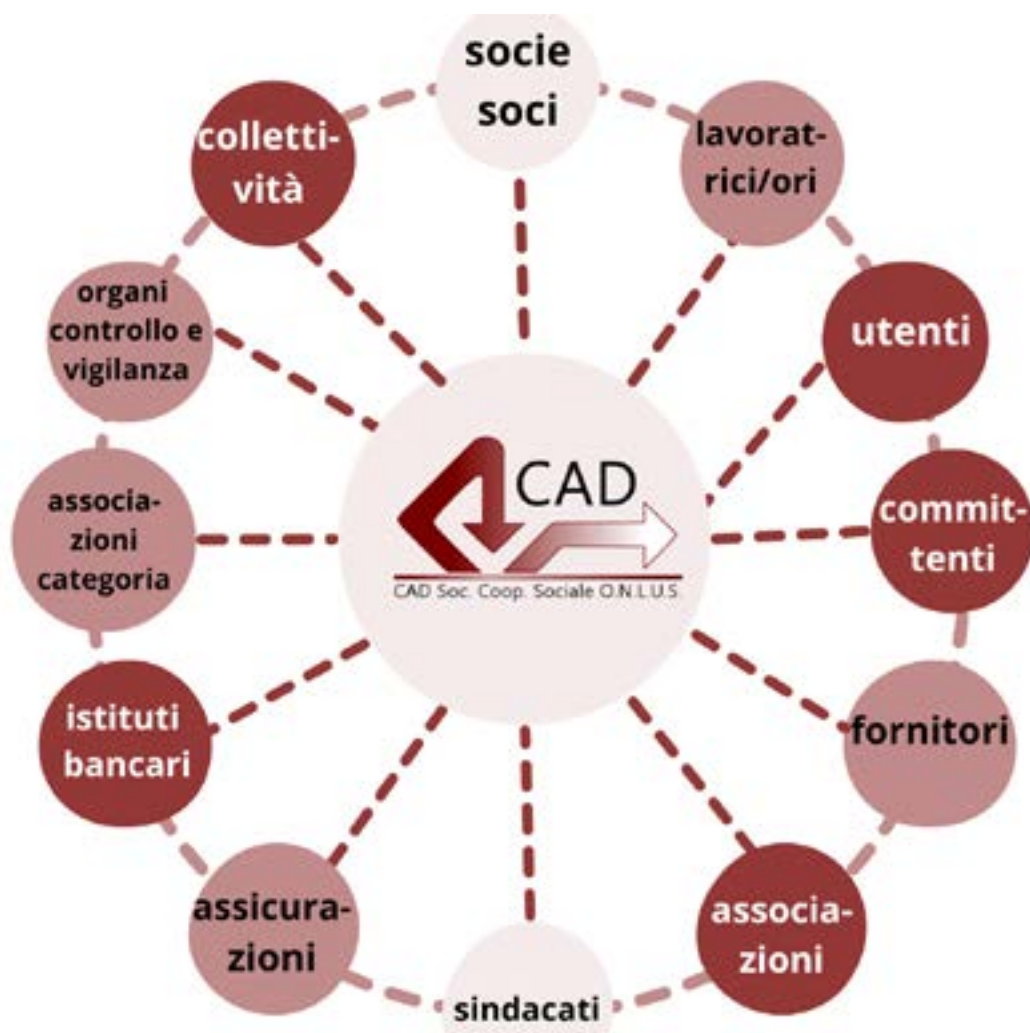 socie
soci
lavorat-
rici/ori
utenti
commit-
tenti
fornitori
associa-
zioni
sindacati
assicura-
zioni
istituti
bancari
associa-
zioni
categoria
organi
controllo e
vigilanza
colletti-
vità
CAD
CAD Soc. Coop. Sociale O.N.L.U.S